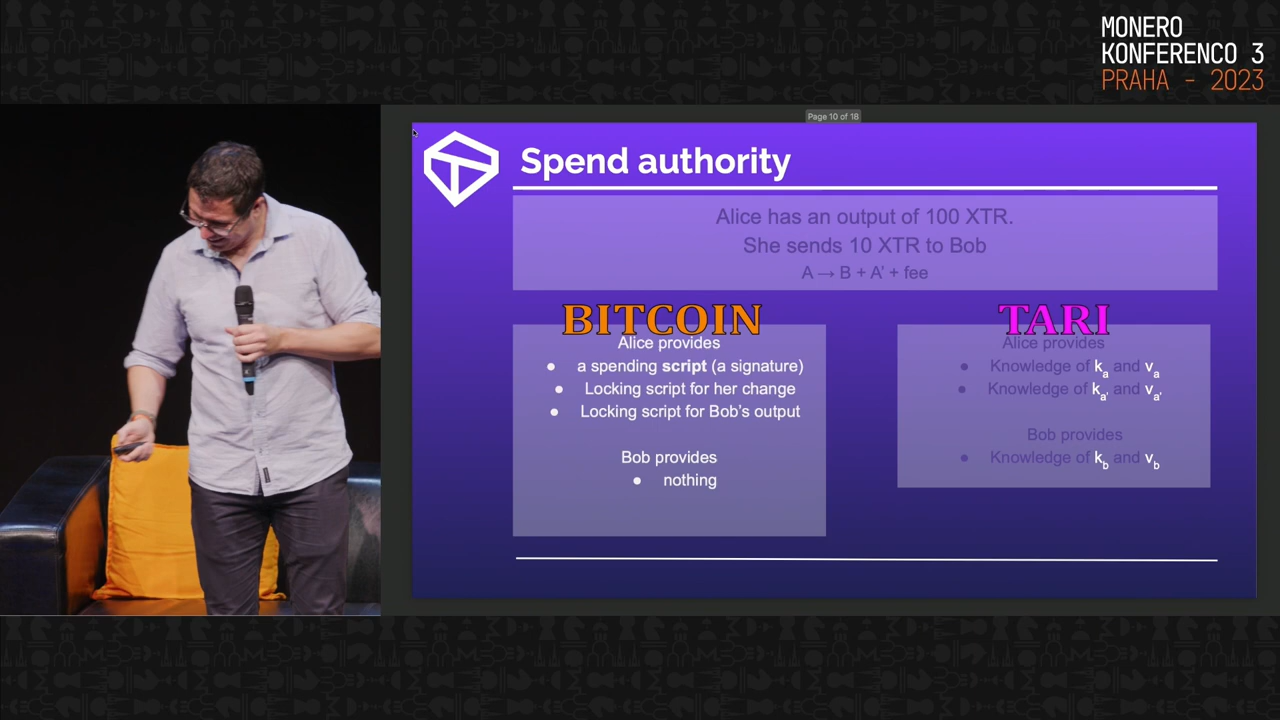 MONERO
KONFERENCO 3
PRAHA - 2023
Page 10 of 18
Spend authority
Alice has an output of 100 XTR.
She sends 10 XTR to Bob
A → B + A' + fee
BITCOIN
Alice provides
● a spending script (a signature)
● Locking script for her change
● Locking script for Bob's output
Bob provides
● nothing
TARI
Alice provides
● Knowledge of kₐ and vₐ
● Knowledge of kₐ' and vₐ'
Bob provides
● Knowledge of k_b and v_b